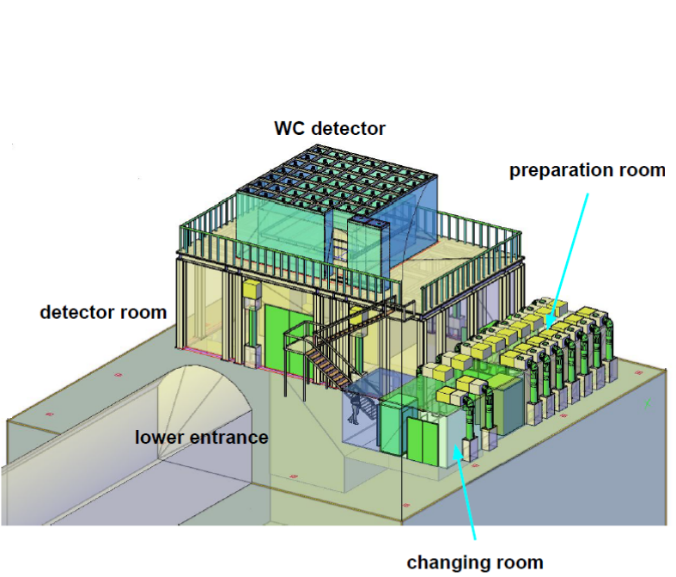 WC detector
preparation room
detector room
lower entrance
changing room